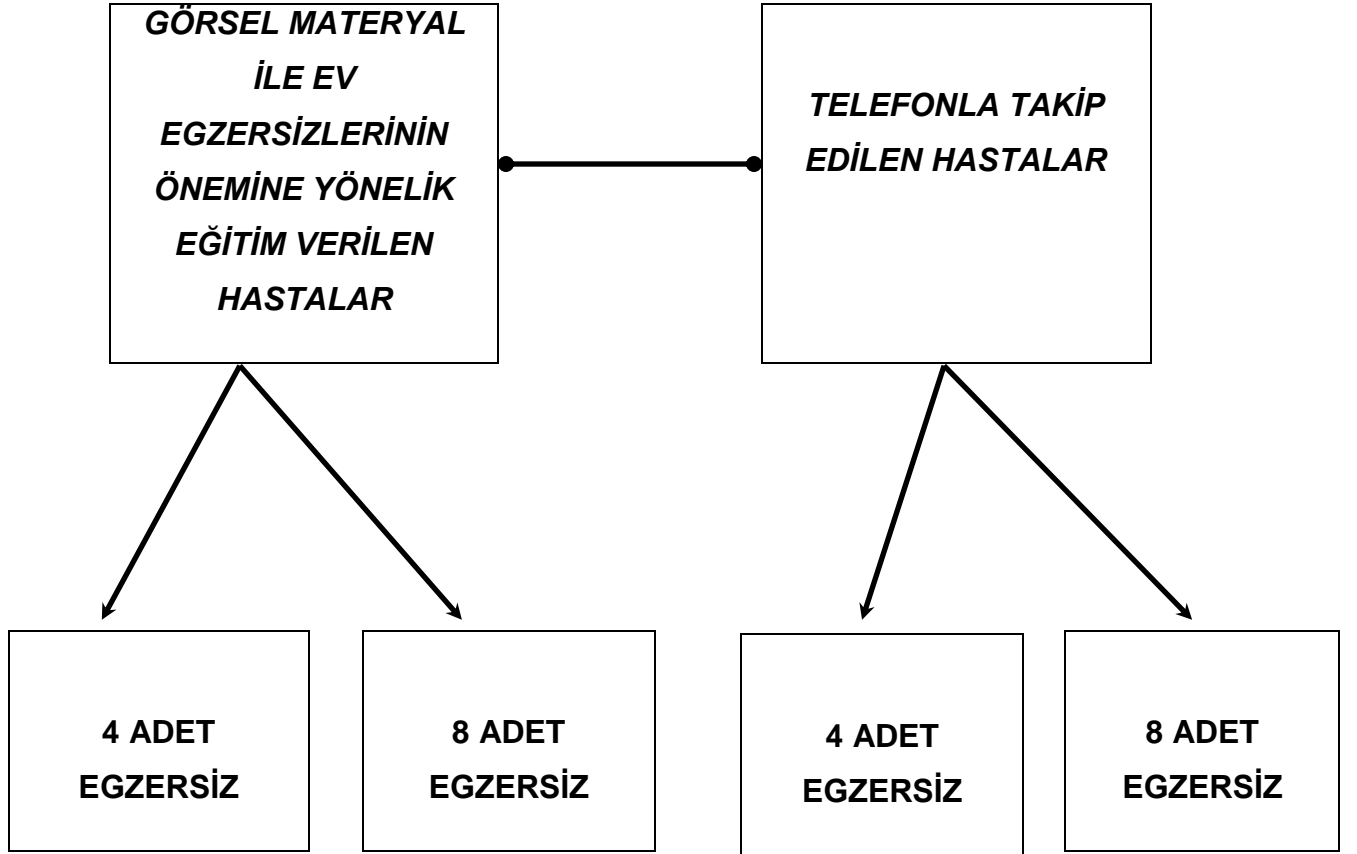 GÖRSEL MATERYAL
İLE EV
EGZERSİZLERİNİN
ÖNEMİNE YÖNELİK
EĞİTİM VERİLEN
HASTALAR
TELEFONLA TAKİP
EDİLEN HASTALAR
4 ADET
EGZERSİZ
8 ADET
EGZERSİZ
4 ADET
EGZERSİZ
8 ADET
EGZERSİZ